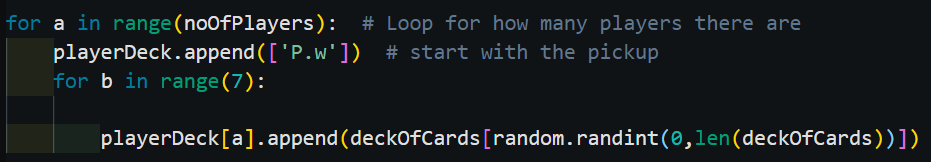 for a in range(noOfPlayers):  # Loop for how many players there are
    playerDeck.append(['P.w'])  # start with the pickup
    for b in range(7):
        playerDeck[a].append(deckOfCards[random.randint(0,len(deckOfCards))])